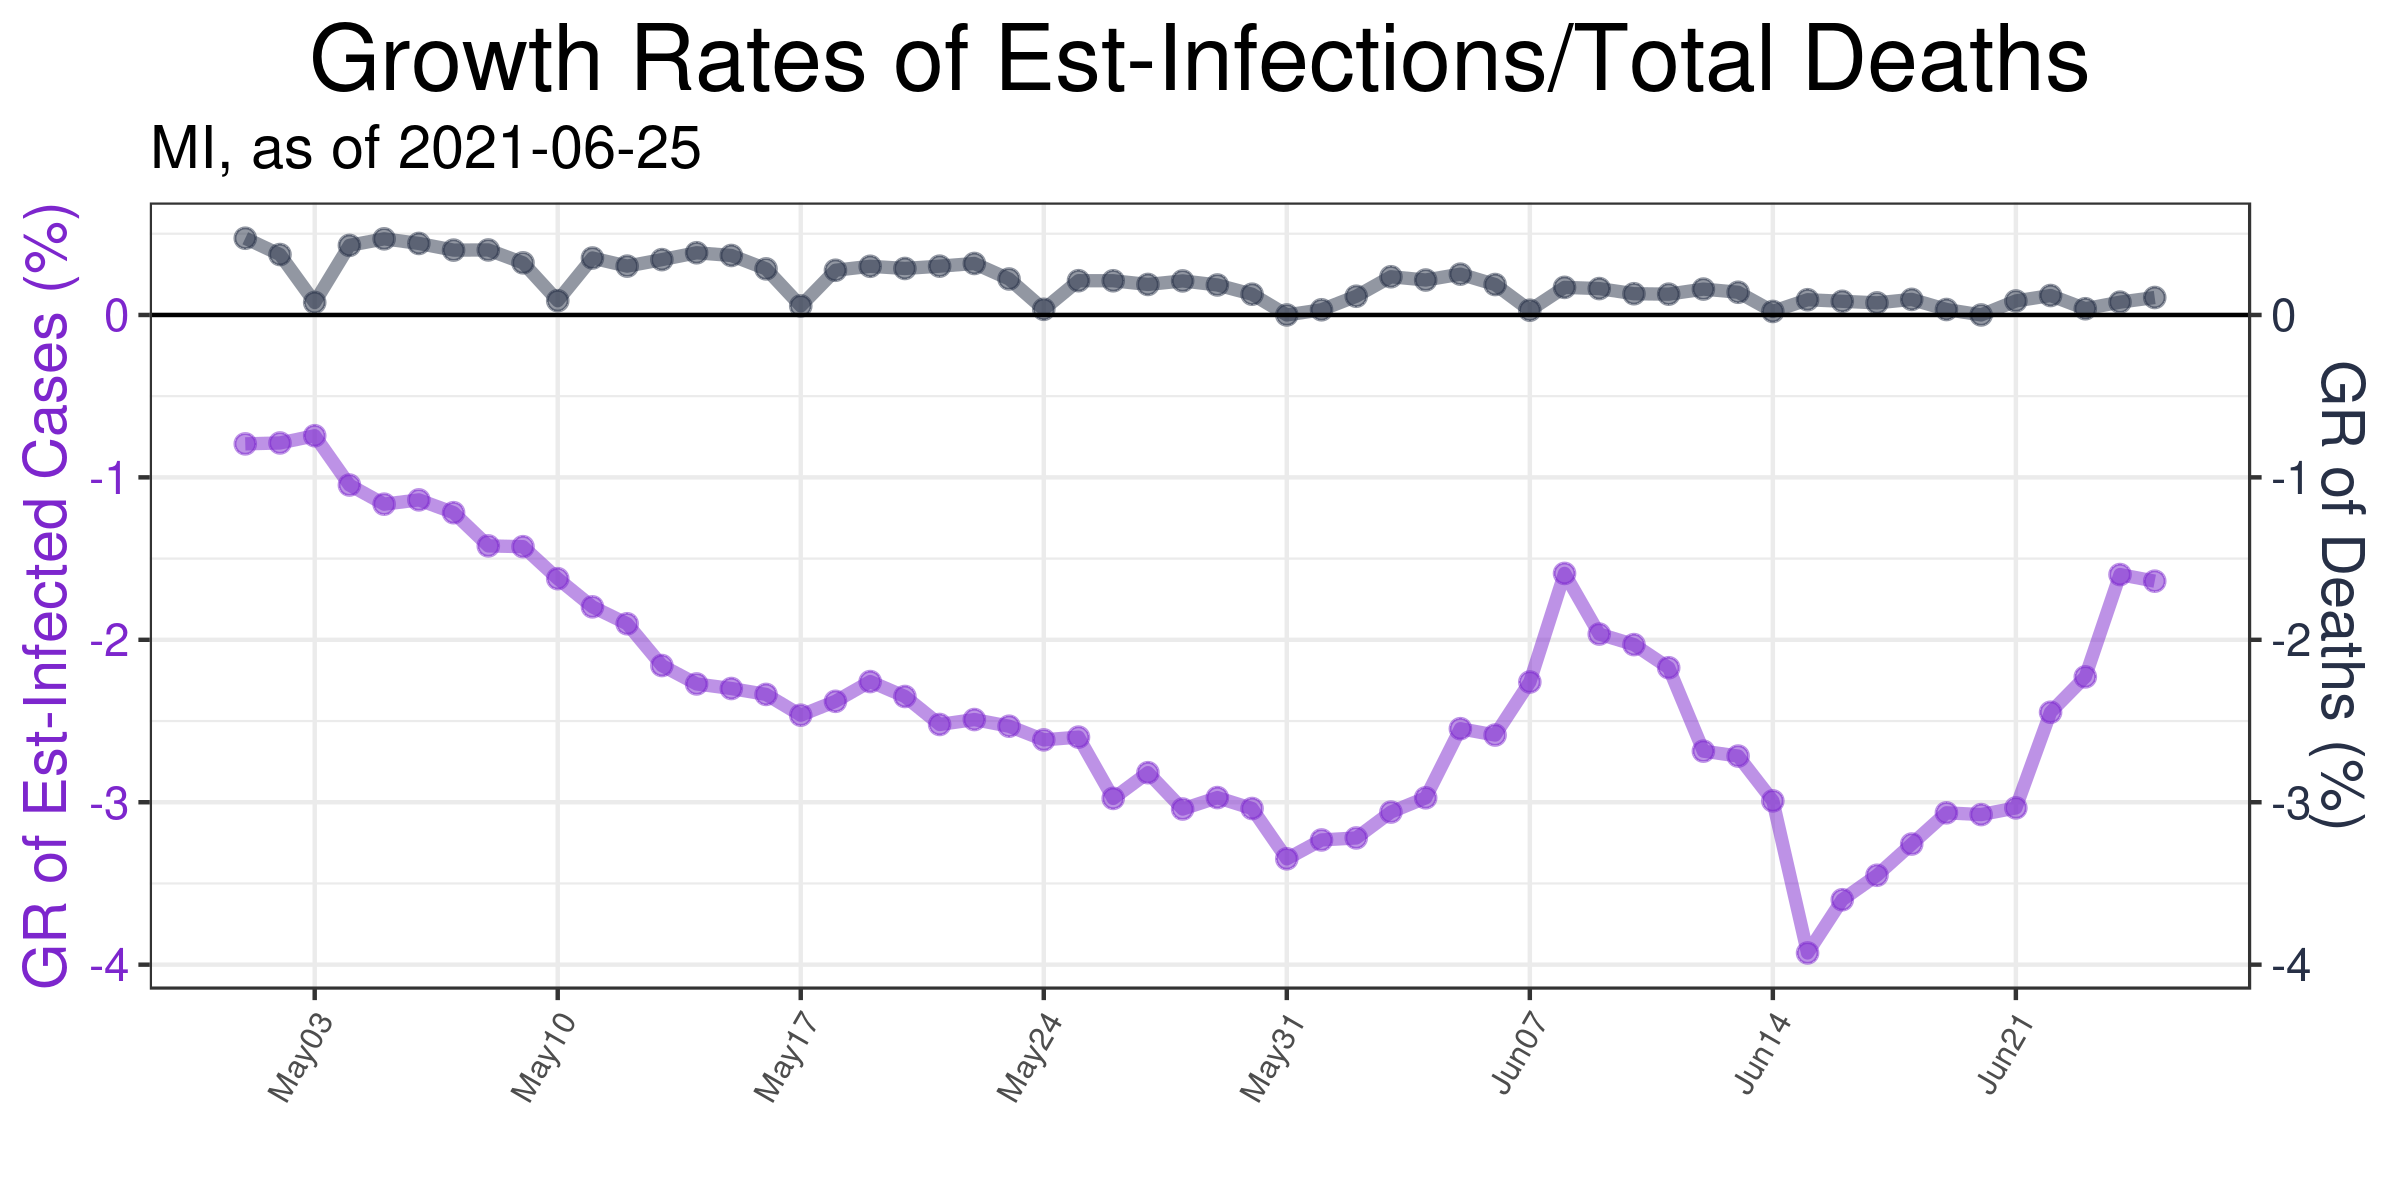 Growth Rates of Est-Infections/Total Deaths
MI, as of 2021-06-25
GR of Est-Infected Cases (%)
0
-1
-2
-3
-4
0
-1
-2
-3
-4
GR of Deaths (%)
May03
May10
May17
May24
May31
Jun07
Jun14
Jun21